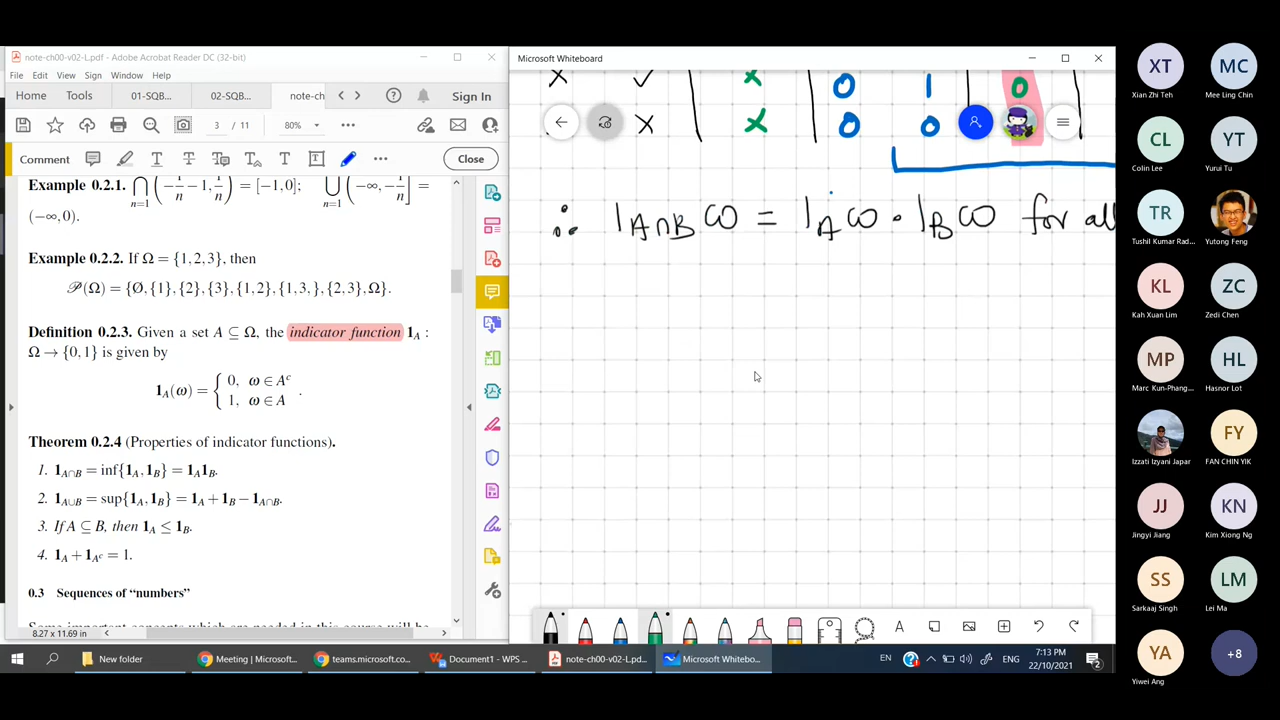 note-ch00-v02-L.pdf - Adobe Acrobat Reader DC (32-bit)
File Edit View Sign Window Help
Home Tools 01-SQB... 02-SQB... note-ch Sign In
3 / 11 80%
Comment Close
Example 0.2.1. ⋂ n=1 (−1/n − 1, 1/n) = [−1,0]; ⋃ n=1 (−∞, −1/n] =
(−∞,0).
Example 0.2.2. If Ω = {1,2,3}, then
𝒫(Ω) = {Ø,{1},{2},{3},{1,2},{1,3,},{2,3},Ω}.
Definition 0.2.3. Given a set A ⊆ Ω, the indicator function 1_A :
Ω → {0,1} is given by
1_A(ω) = { 0, ω ∈ A^c
1, ω ∈ A .
Theorem 0.2.4 (Properties of indicator functions).
1. 1_{A∩B} = inf{1_A,1_B} = 1_A1_B.
2. 1_{A∪B} = sup{1_A,1_B} = 1_A + 1_B − 1_{A∩B}.
3. If A ⊆ B, then 1_A ≤ 1_B.
4. 1_A + 1_{A^c} = 1.
0.3 Sequences of “numbers”
8.27 x 11.69 in
Microsoft Whiteboard
x ✓ | x | 0 1 0
x | x | 0 0
∴ 1_{A∩B} ω = 1_A ω · 1_B ω for all
XT
Xian Zhi Teh
MC
Mee Ling Chin
CL
Colin Lee
YT
Yurui Tu
TR
Tushil Kumar Rad...
Yutong Feng
KL
Kah Xuan Lim
ZC
Zedi Chen
MP
Marc Kun-Phang...
HL
Hasnor Lot
Izzati Izyani Japar
FY
FAN CHIN YIK
JJ
Jingyi Jiang
KN
Kim Xiong Ng
SS
Sarkaaj Singh
LM
Lei Ma
YA
Yiwei Ang
+8
New folder Meeting | Microsof... teams.microsoft.co... Document1 - WPS ... note-ch00-v02-L.pd... Microsoft Whitebo...
EN ENG 7:13 PM
22/10/2021 2